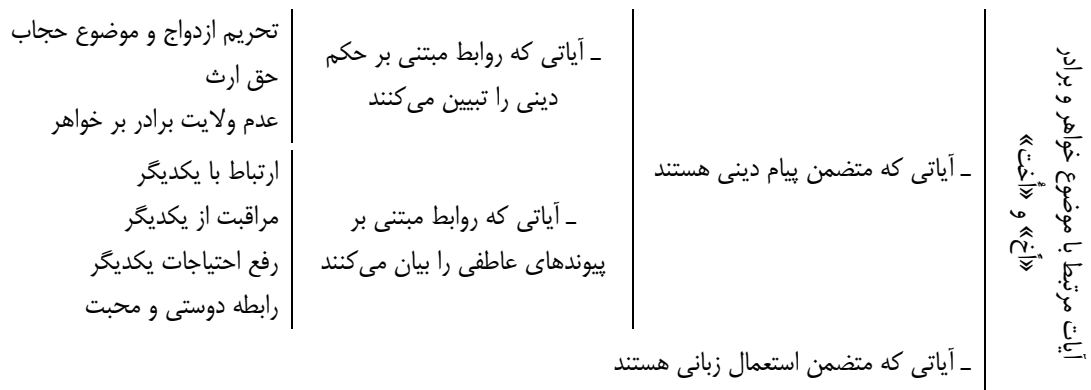 آیات مرتبط با موضوع خواهر و برادر
«أخ» و «أخت»
ـ آیاتی که متضمن پیام دینی هستند
ـ آیاتی که روابط مبتنی بر حکم
دینی را تبیین می‌کنند
تحریم ازدواج و موضوع حجاب
حق ارث
عدم ولایت برادر بر خواهر
ـ آیاتی که روابط مبتنی بر
پیوندهای عاطفی را بیان می‌کنند
ارتباط با یکدیگر
مراقبت از یکدیگر
رفع احتیاجات یکدیگر
رابطه دوستی و محبت
ـ آیاتی که متضمن استعمال زبانی هستند